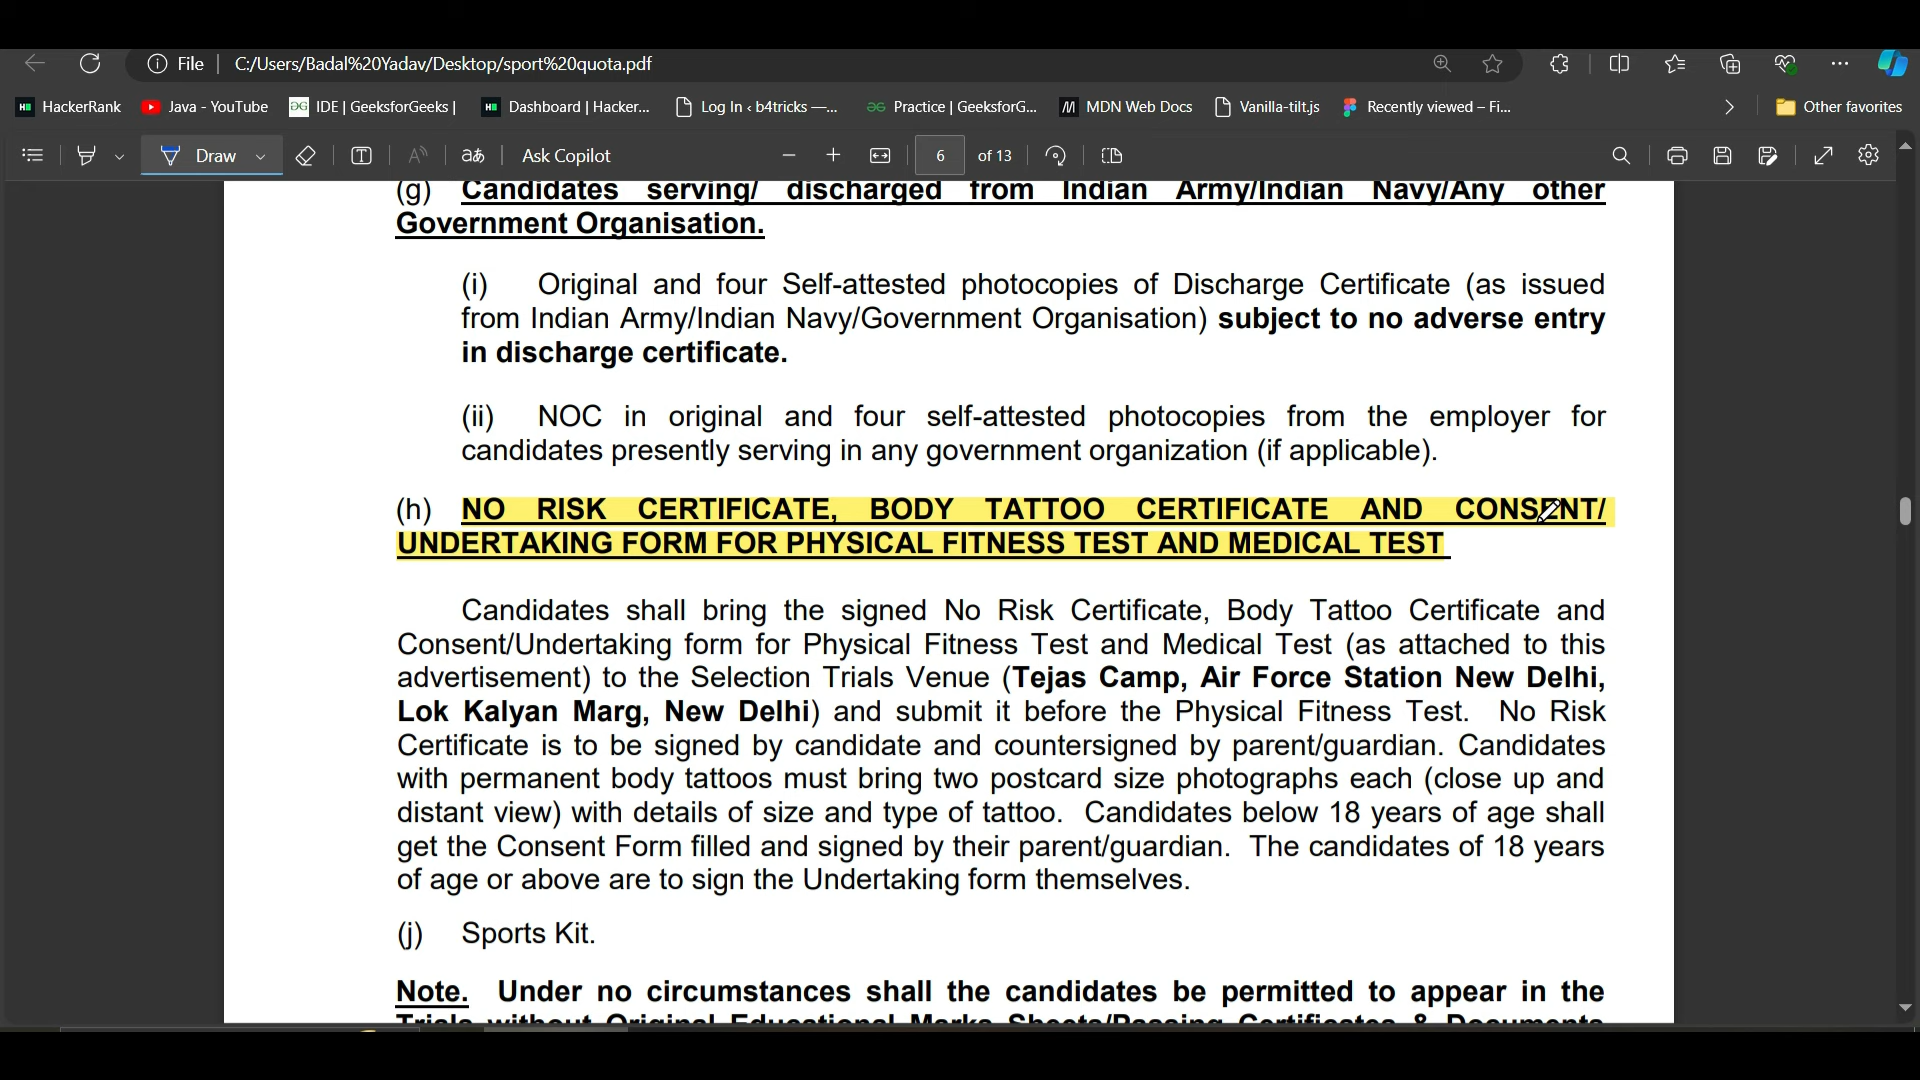 File
C:/Users/Badal%20Yadav/Desktop/sport%20quota.pdf
HackerRank
Java - YouTube
IDE | GeeksforGeeks |
Dashboard | Hacker...
Log In ‹ b4tricks —...
Practice | GeeksforG...
MDN Web Docs
Vanilla-tilt.js
Recently viewed – Fi...
Other favorites
Draw
Ask Copilot
6 of 13
(g) Candidates serving/ discharged from Indian Army/Indian Navy/Any other
Government Organisation.
(i) Original and four Self-attested photocopies of Discharge Certificate (as issued
from Indian Army/Indian Navy/Government Organisation) subject to no adverse entry
in discharge certificate.
(ii) NOC in original and four self-attested photocopies from the employer for
candidates presently serving in any government organization (if applicable).
(h) NO RISK CERTIFICATE, BODY TATTOO CERTIFICATE AND CONSENT/
UNDERTAKING FORM FOR PHYSICAL FITNESS TEST AND MEDICAL TEST
Candidates shall bring the signed No Risk Certificate, Body Tattoo Certificate and
Consent/Undertaking form for Physical Fitness Test and Medical Test (as attached to this
advertisement) to the Selection Trials Venue (Tejas Camp, Air Force Station New Delhi,
Lok Kalyan Marg, New Delhi) and submit it before the Physical Fitness Test. No Risk
Certificate is to be signed by candidate and countersigned by parent/guardian. Candidates
with permanent body tattoos must bring two postcard size photographs each (close up and
distant view) with details of size and type of tattoo. Candidates below 18 years of age shall
get the Consent Form filled and signed by their parent/guardian. The candidates of 18 years
of age or above are to sign the Undertaking form themselves.
(j) Sports Kit.
Note. Under no circumstances shall the candidates be permitted to appear in the
Trials without Original Educational Marks Sheets/Passing Certificates & Documents